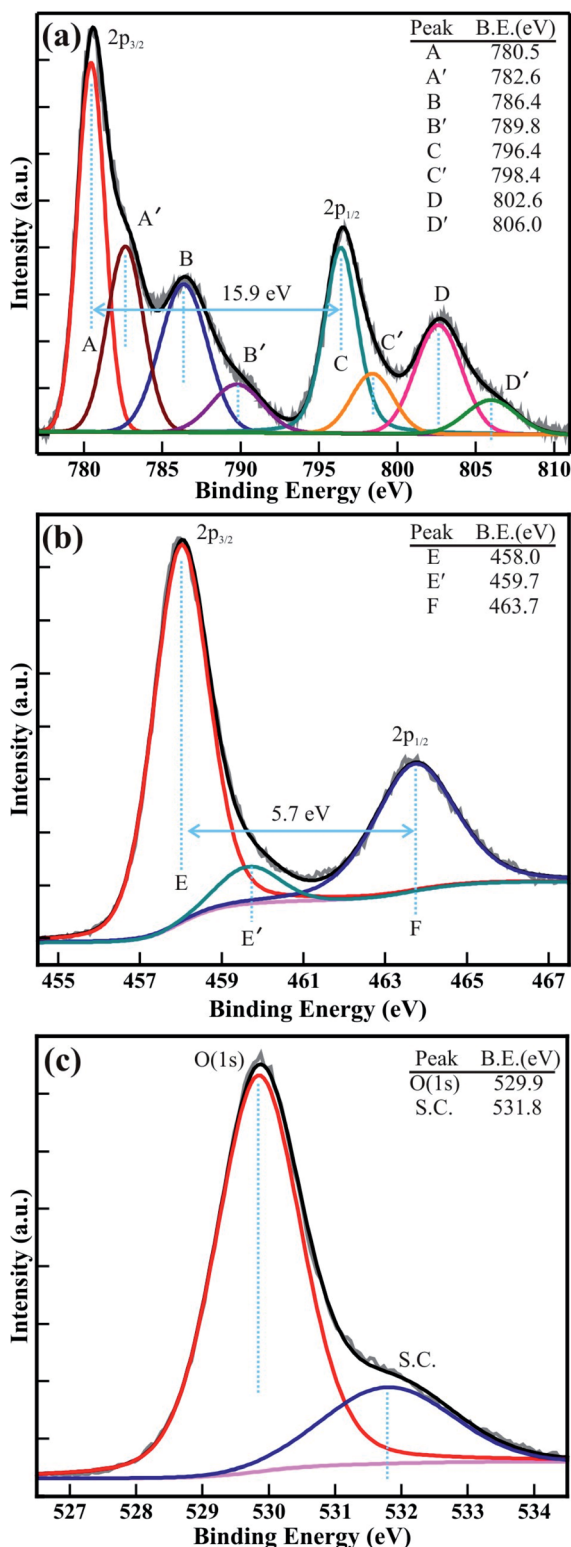 (a)
2p3/2
Peak B.E.(eV)
A 780.5
A′ 782.6
B 786.4
B′ 789.8
C 796.4
C′ 798.4
D 802.6
D′ 806.0
A′
B
2p1/2
15.9 eV
D
A
B′
C
C′
D′
Intensity (a.u.)
780 785 790 795 800 805 810
Binding Energy (eV)
(b)
2p3/2
Peak B.E.(eV)
E 458.0
E′ 459.7
F 463.7
2p1/2
5.7 eV
E
E′
F
Intensity (a.u.)
455 457 459 461 463 465 467
Binding Energy (eV)
(c)
O(1s)
Peak B.E.(eV)
O(1s) 529.9
S.C. 531.8
S.C.
Intensity (a.u.)
527 528 529 530 531 532 533 534
Binding Energy (eV)